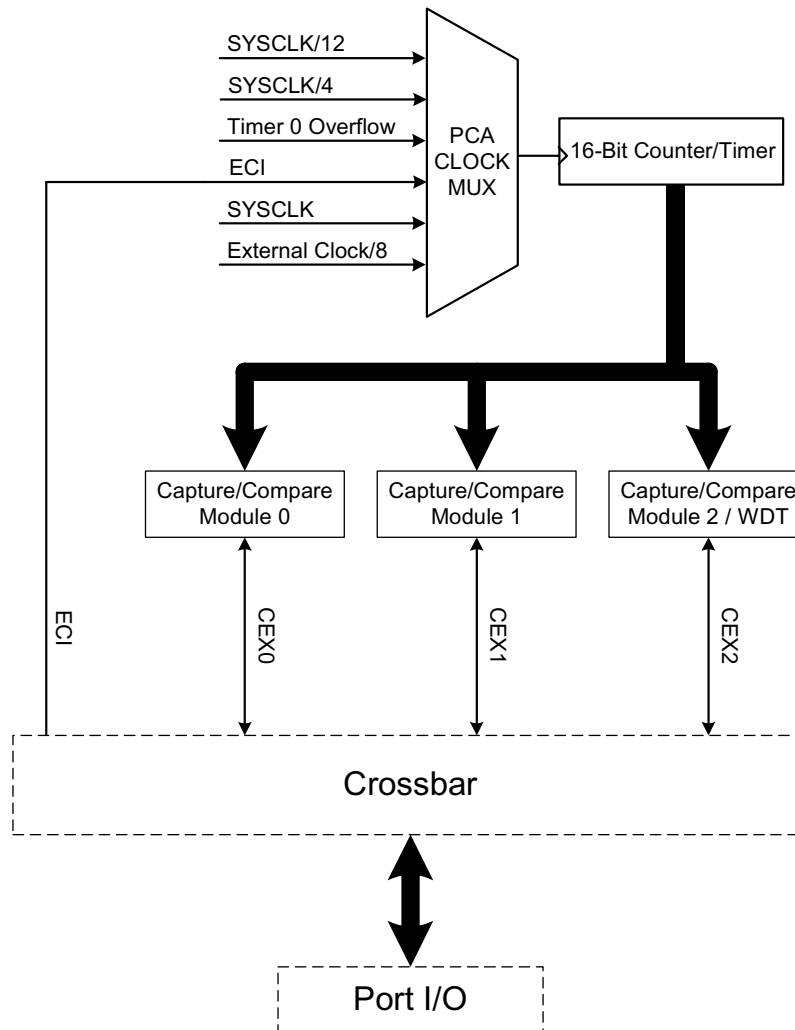 SYSCLK/12
SYSCLK/4
Timer 0 Overflow
ECI
SYSCLK
External Clock/8
PCA
CLOCK
MUX
16-Bit Counter/Timer
Capture/Compare
Module 0
Capture/Compare
Module 1
Capture/Compare
Module 2 / WDT
ECI
CEX0
CEX1
CEX2
Crossbar
Port I/O